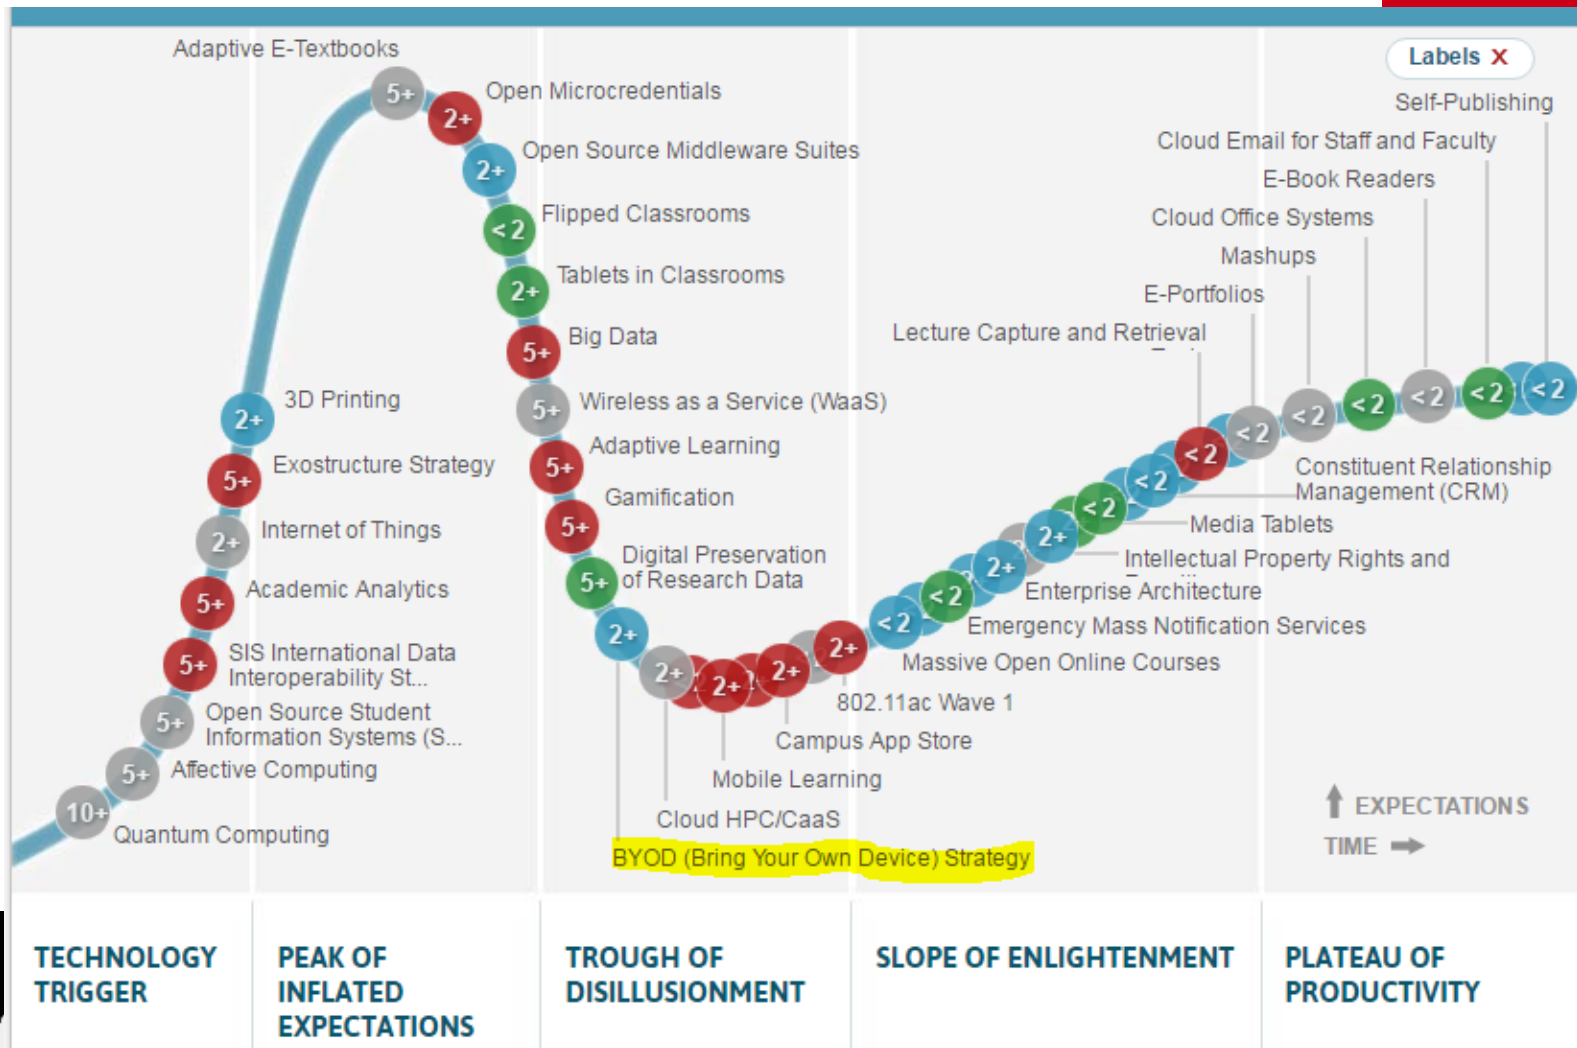 Adaptive E-Textbooks
5+
Labels X
2+
Open Microcredentials
Self-Publishing
Cloud Email for Staff and Faculty
2+
Open Source Middleware Suites
E-Book Readers
< 2
Flipped Classrooms
Cloud Office Systems
Mashups
2+
Tablets in Classrooms
E-Portfolios
5+
Big Data
Lecture Capture and Retrieval
2+
3D Printing
5+
Wireless as a Service (WaaS)
< 2
< 2
< 2
< 2
< 2
< 2
5+
Adaptive Learning
< 2
5+
Exostructure Strategy
Gamification
5+
< 2
Constituent Relationship
Management (CRM)
< 2
Media Tablets
2+
Internet of Things
2+
Intellectual Property Rights and
5+
Digital Preservation
of Research Data
2+
Enterprise Architecture
5+
Academic Analytics
< 2
Emergency Mass Notification Services
2+
< 2
Massive Open Online Courses
5+
SIS International Data
Interoperability St...
2+
2+
2+
2+
802.11ac Wave 1
5+
Open Source Student
Information Systems (S...
Campus App Store
5+
Affective Computing
Mobile Learning
10+
Quantum Computing
Cloud HPC/CaaS
BYOD (Bring Your Own Device) Strategy
EXPECTATIONS
TIME
TECHNOLOGY
TRIGGER
PEAK OF
INFLATED
EXPECTATIONS
TROUGH OF
DISILLUSIONMENT
SLOPE OF ENLIGHTENMENT
PLATEAU OF
PRODUCTIVITY